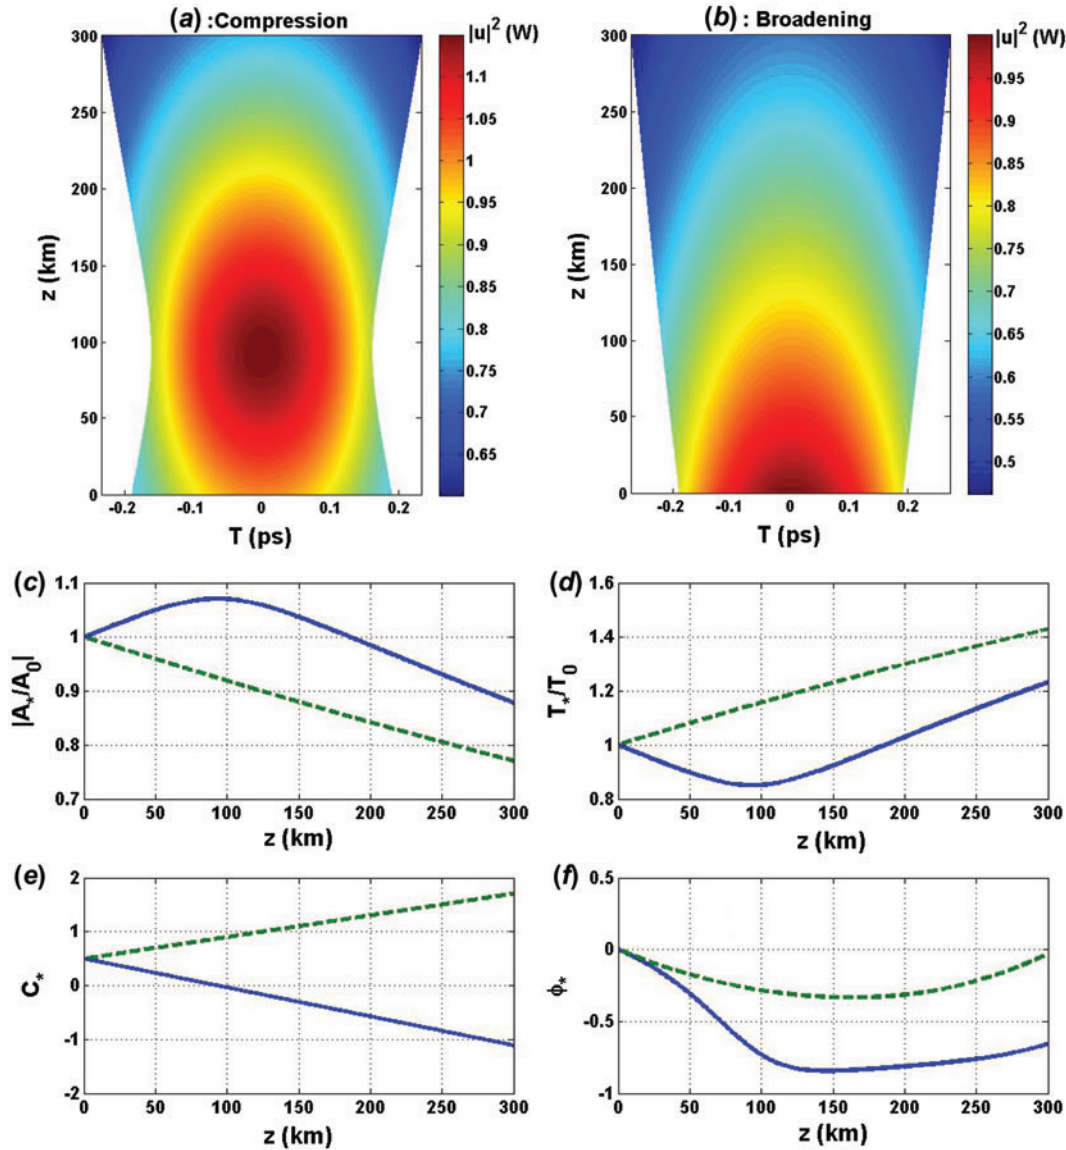 (a) :Compression
|u|² (W)
300
250
200
150
100
50
0
z (km)
-0.2 -0.1 0 0.1 0.2
T (ps)
1.1
1.05
1
0.95
0.9
0.85
0.8
0.75
0.7
0.65
(b) : Broadening
|u|² (W)
300
250
200
150
100
50
0
z (km)
-0.2 -0.1 0 0.1 0.2
T (ps)
0.95
0.9
0.85
0.8
0.75
0.7
0.65
0.6
0.55
0.5
(c)
1.1
1
0.9
0.8
0.7
|A*/A0|
0 50 100 150 200 250 300
z (km)
(d)
1.6
1.4
1.2
1
0.8
T*/T0
0 50 100 150 200 250 300
z (km)
(e)
2
1
0
-1
-2
C*
0 50 100 150 200 250 300
z (km)
(f)
0.5
0
-0.5
-1
ϕ*
0 50 100 150 200 250 300
z (km)